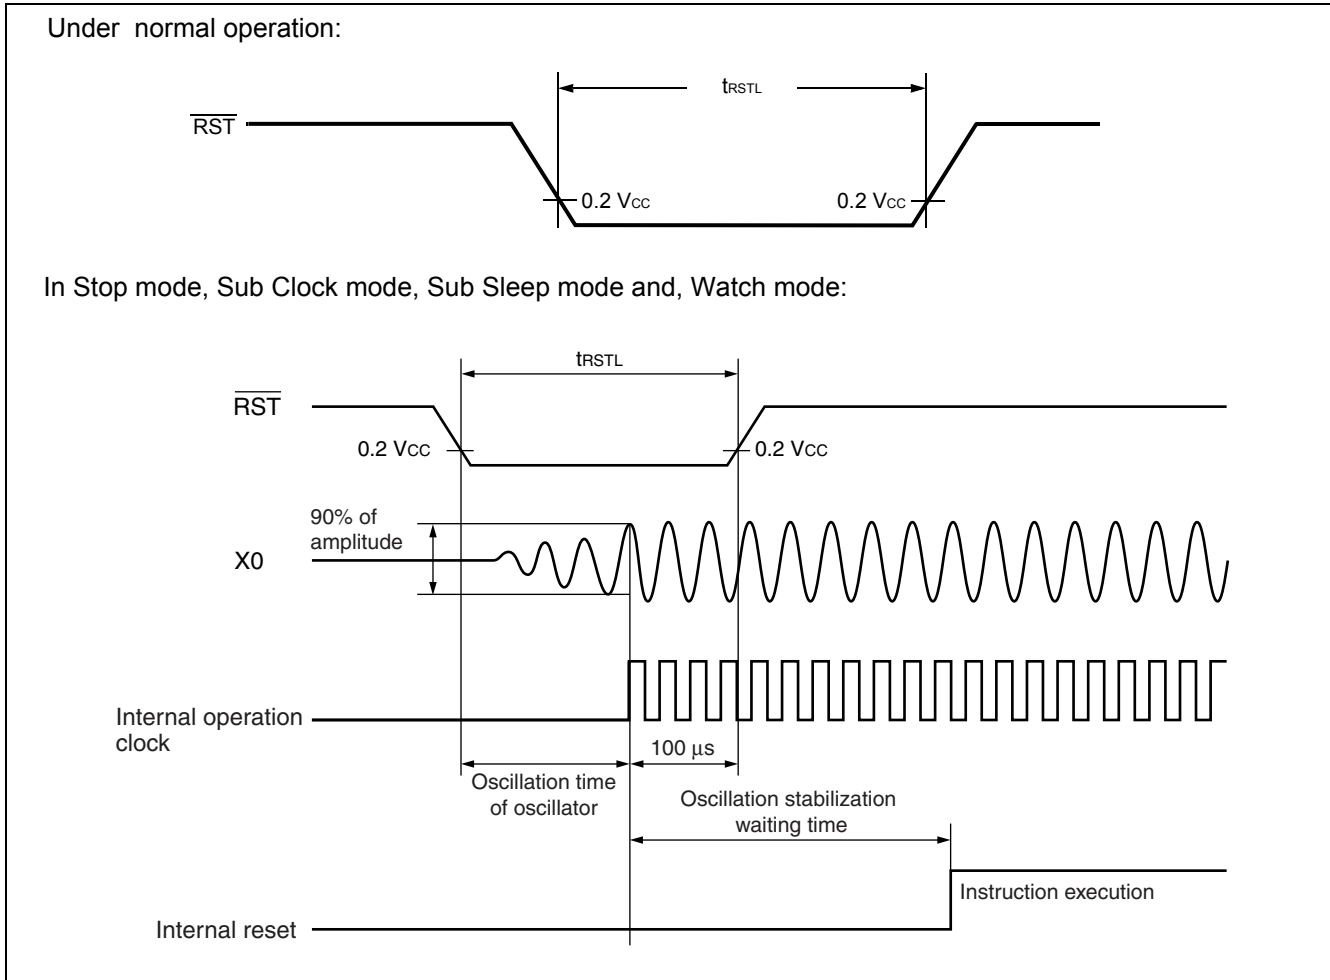 Under normal operation:
tRSTL
RST
0.2 VCC
0.2 VCC
In Stop mode, Sub Clock mode, Sub Sleep mode and, Watch mode:
tRSTL
RST
0.2 VCC
0.2 VCC
90% of
amplitude
X0
Internal operation
clock
100 μs
Oscillation time
of oscillator
Oscillation stabilization
waiting time
Instruction execution
Internal reset